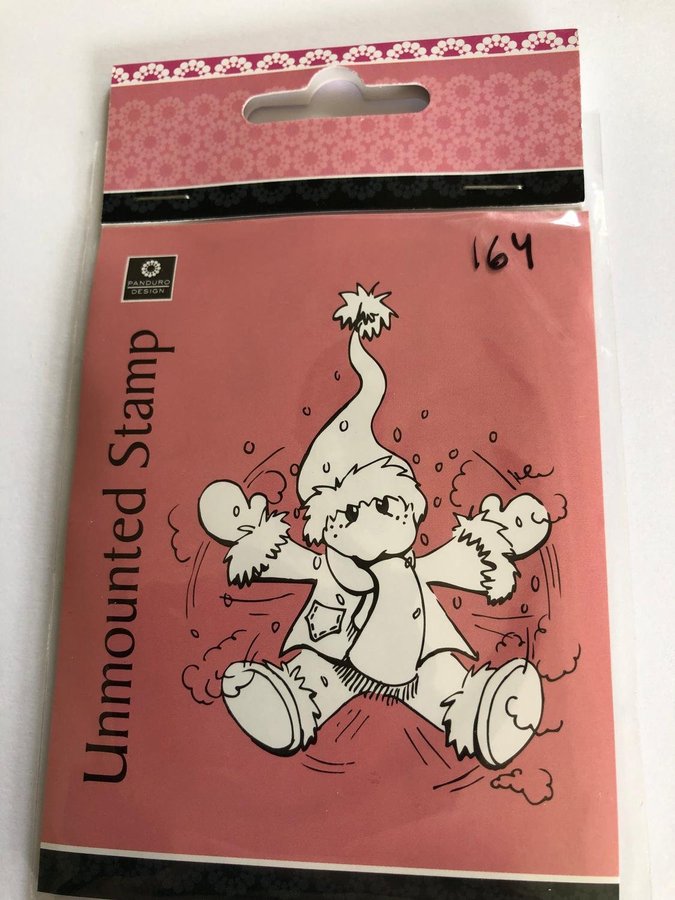 164
PANDURO
DESIGN
Unmounted Stamp